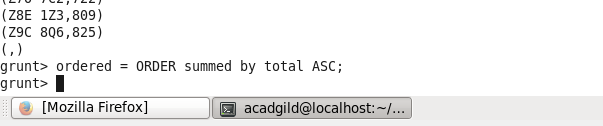 (Z8E 1Z3,809)
(Z9C 8Q6,825)
(,)
grunt> ordered = ORDER summed by total ASC;
grunt>
[Mozilla Firefox]
acadgild@localhost:~/...